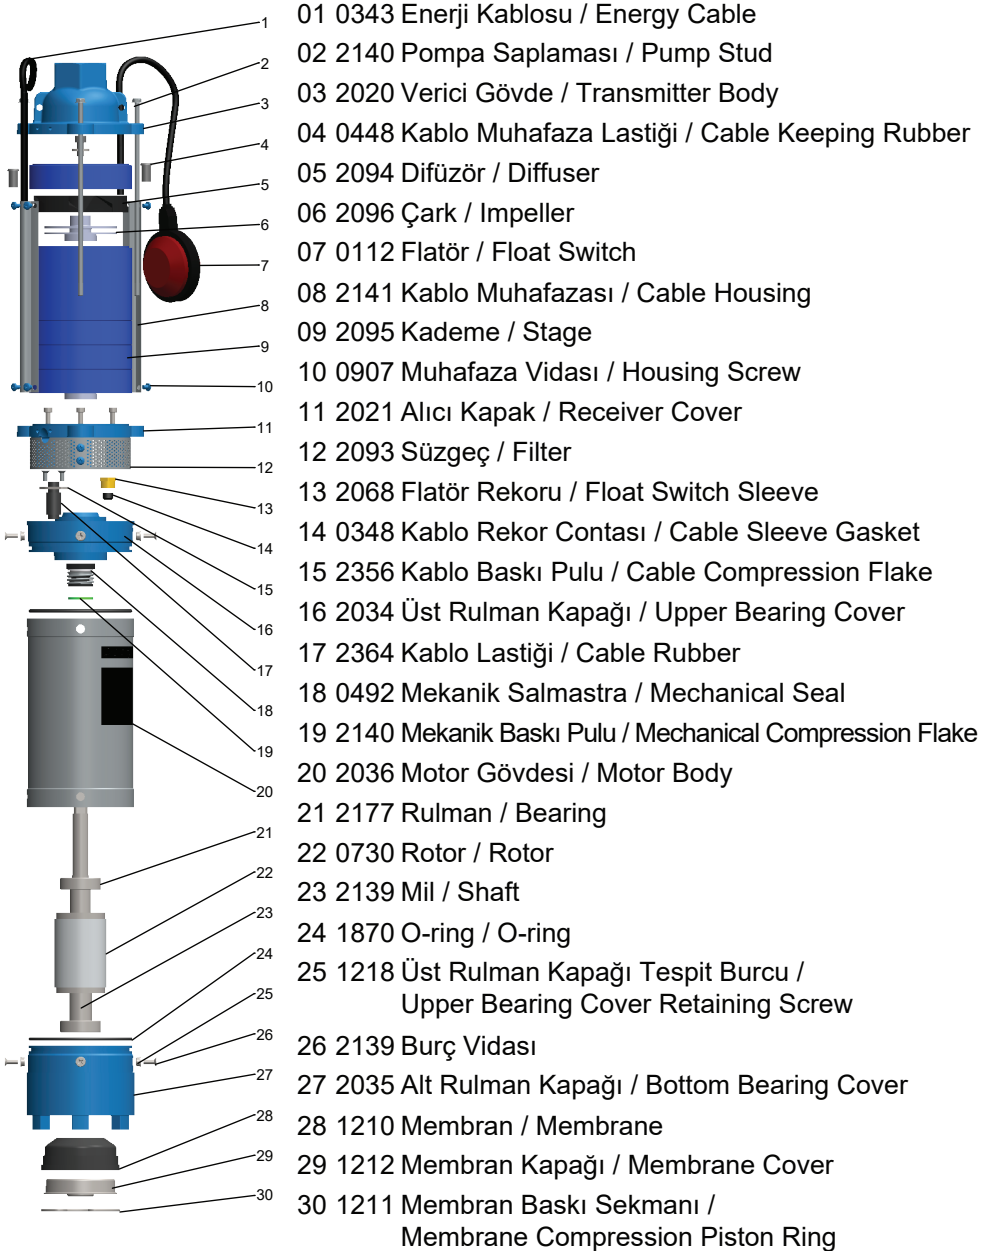 01 0343 Enerji Kablosu / Energy Cable
02 2140 Pompa Saplaması / Pump Stud
03 2020 Verici Gövde / Transmitter Body
04 0448 Kablo Muhafaza Lastiği / Cable Keeping Rubber
05 2094 Difüzör / Diffuser
06 2096 Çark / Impeller
07 0112 Flatör / Float Switch
08 2141 Kablo Muhafazası / Cable Housing
09 2095 Kademe / Stage
10 0907 Muhafaza Vidası / Housing Screw
11 2021 Alıcı Kapak / Receiver Cover
12 2093 Süzgeç / Filter
13 2068 Flatör Rekoru / Float Switch Sleeve
14 0348 Kablo Rekor Contası / Cable Sleeve Gasket
15 2356 Kablo Baskı Pulu / Cable Compression Flake
16 2034 Üst Rulman Kapağı / Upper Bearing Cover
17 2364 Kablo Lastiği / Cable Rubber
18 0492 Mekanik Salmastra / Mechanical Seal
19 2140 Mekanik Baskı Pulu / Mechanical Compression Flake
20 2036 Motor Gövdesi / Motor Body
21 2177 Rulman / Bearing
22 0730 Rotor / Rotor
23 2139 Mil / Shaft
24 1870 O-ring / O-ring
25 1218 Üst Rulman Kapağı Tespit Burcu /
Upper Bearing Cover Retaining Screw
26 2139 Burç Vidası
27 2035 Alt Rulman Kapağı / Bottom Bearing Cover
28 1210 Membran / Membrane
29 1212 Membran Kapağı / Membrane Cover
30 1211 Membran Baskı Sekmanı /
Membrane Compression Piston Ring
1
2
3
4
5
6
7
8
9
10
11
12
13
14
15
16
17
18
19
20
21
22
23
24
25
26
27
28
29
30